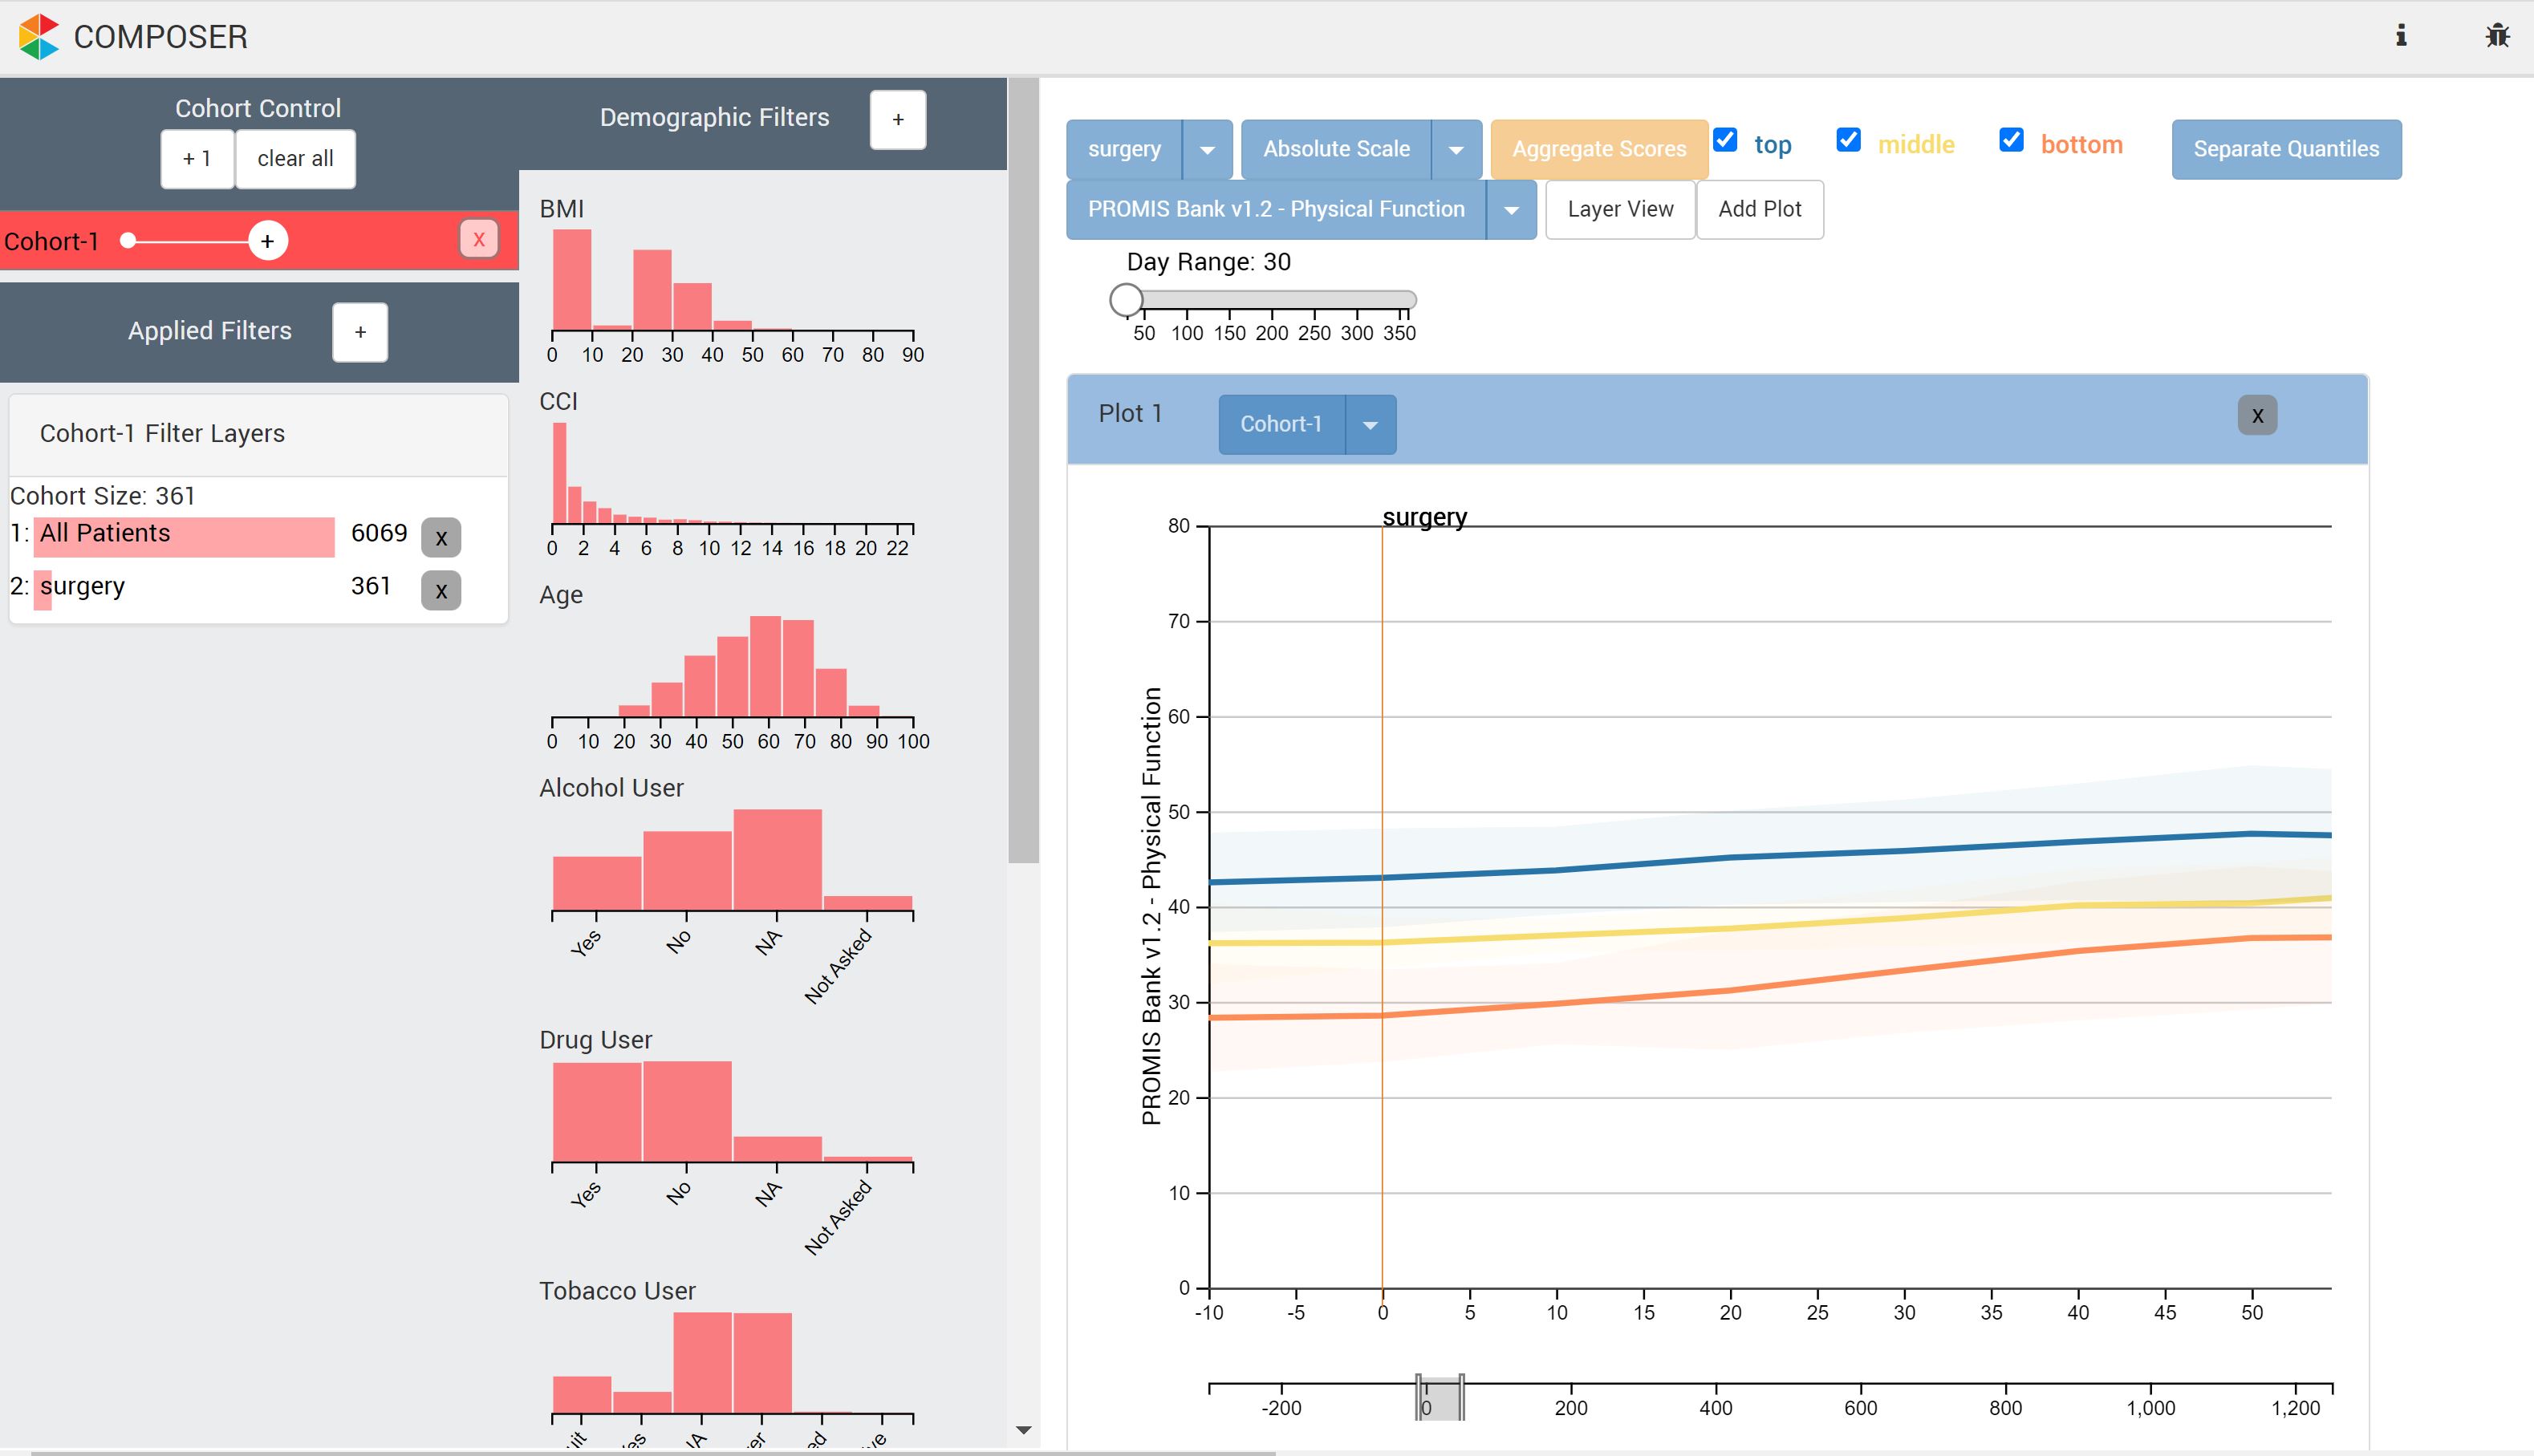 COMPOSER
Cohort Control
+ 1 clear all
Cohort-1 + X
Applied Filters +
Cohort-1 Filter Layers
Cohort Size: 361
1: All Patients 6069 X
2: surgery 361 X
Demographic Filters +
BMI
0 10 20 30 40 50 60 70 80 90
CCI
0 2 4 6 8 10 12 14 16 18 20 22
Age
0 10 20 30 40 50 60 70 80 90 100
Alcohol User
Yes No NA Not Asked
Drug User
Yes No NA Not Asked
Tobacco User
surgery Absolute Scale Aggregate Scores top middle bottom Separate Quantiles
PROMIS Bank v1.2 - Physical Function Layer View Add Plot
Day Range: 30
50 100 150 200 250 300 350
Plot 1 Cohort-1 X
surgery
PROMIS Bank v1.2 - Physical Function
80
70
60
50
40
30
20
10
0
-10 -5 0 5 10 15 20 25 30 35 40 45 50
-200 0 200 400 600 800 1,000 1,200